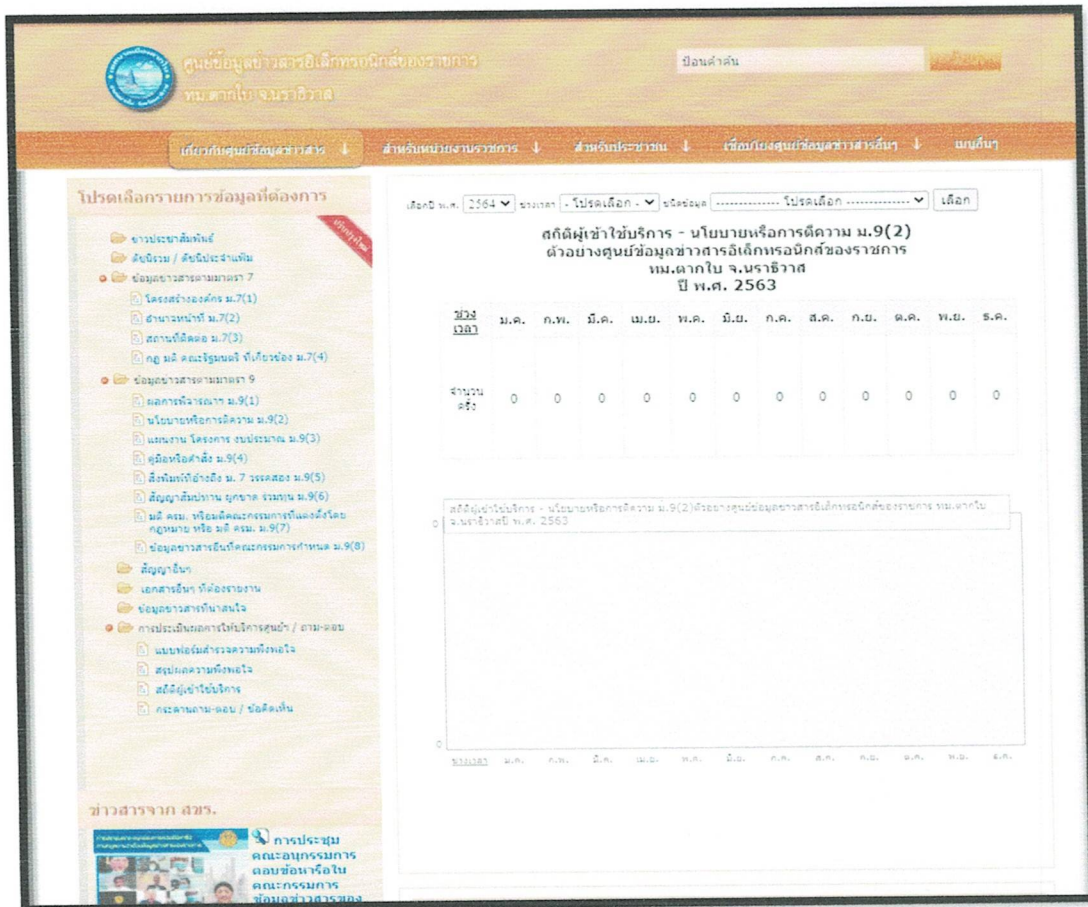 ศูนย์ข้อมูลข่าวสารอิเล็กทรอนิกส์ของราชการ
ทม.ตากใบ จ.นราธิวาส
ป้อนคำค้น
เกี่ยวกับศูนย์ข้อมูลข่าวสาร ↓ สำหรับหน่วยงานราชการ ↓ สำหรับประชาชน ↓ เชื่อมโยงศูนย์ข้อมูลข่าวสารอื่นๆ ↓ เมนูอื่นๆ
โปรดเลือกรายการข้อมูลที่ต้องการ
ปรับปรุงใหม่
ข่าวประชาสัมพันธ์
ดัชนีรวม / ดัชนีประจำแฟ้ม
ข้อมูลข่าวสารตามมาตรา 7
โครงสร้างองค์กร ม.7(1)
อำนาจหน้าที่ ม.7(2)
สถานที่ติดต่อ ม.7(3)
กฎ มติ คณะรัฐมนตรี ที่เกี่ยวข้อง ม.7(4)
ข้อมูลข่าวสารตามมาตรา 9
ผลการพิจารณาฯ ม.9(1)
นโยบายหรือการตีความ ม.9(2)
แผนงาน โครงการ งบประมาณ ม.9(3)
คู่มือหรือคำสั่ง ม.9(4)
สิ่งพิมพ์ที่อ้างถึง ม. 7 วรรคสอง ม.9(5)
สัญญาสัมปทาน ผูกขาด ร่วมทุน ม.9(6)
มติ ครม. หรือมติคณะกรรมการที่แต่งตั้งโดย
กฎหมาย หรือ มติ ครม. ม.9(7)
ข้อมูลข่าวสารอื่นที่คณะกรรมการกำหนด ม.9(8)
สัญญาอื่นๆ
เอกสารอื่นๆ ที่ต้องรายงาน
ข้อมูลข่าวสารที่น่าสนใจ
การประเมินผลการให้บริการศูนย์ฯ / ถาม-ตอบ
แบบฟอร์มสำรวจความพึงพอใจ
สรุปผลความพึงพอใจ
สถิติผู้เข้าใช้บริการ
กระดานถาม-ตอบ / ข้อคิดเห็น
ข่าวสารจาก สขร.
การประชุม
คณะอนุกรรมการ
ตอบข้อหารือใน
คณะกรรมการ
ข้อมูลข่าวสารของ
เลือกปี พ.ศ. 2564 ช่วงเวลา - โปรดเลือก - ชนิดข้อมูล -------------- โปรดเลือก -------------- เลือก
สถิติผู้เข้าใช้บริการ - นโยบายหรือการตีความ ม.9(2)
ตัวอย่างศูนย์ข้อมูลข่าวสารอิเล็กทรอนิกส์ของราชการ
ทม.ตากใบ จ.นราธิวาส
ปี พ.ศ. 2563
ช่วงเวลา ม.ค. ก.พ. มี.ค. เม.ย. พ.ค. มิ.ย. ก.ค. ส.ค. ก.ย. ต.ค. พ.ย. ธ.ค.
จำนวนครั้ง 0 0 0 0 0 0 0 0 0 0 0 0
สถิติผู้เข้าใช้บริการ - นโยบายหรือการตีความ ม.9(2)ตัวอย่างศูนย์ข้อมูลข่าวสารอิเล็กทรอนิกส์ของราชการ ทม.ตากใบ
จ.นราธิวาสปี พ.ศ. 2563
0
0
ช่วงเวลา ม.ค. ก.พ. มี.ค. เม.ย. พ.ค. มิ.ย. ก.ค. ส.ค. ก.ย. ต.ค. พ.ย. ธ.ค.